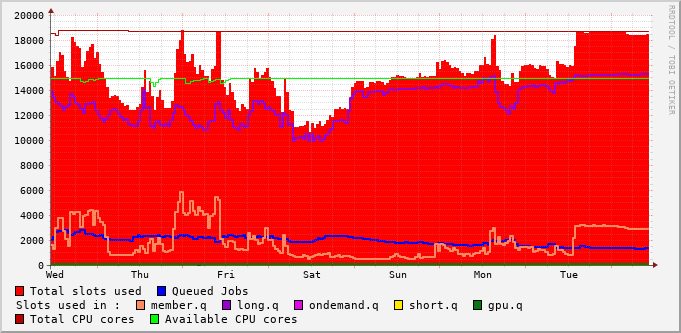 20000
18000
16000
14000
12000
10000
8000
6000
4000
2000
0
Wed Thu Fri Sat Sun Mon Tue
RRDTOOL / TOBI OETIKER
Total slots used Queued Jobs
Slots used in : member.q long.q ondemand.q short.q gpu.q
Total CPU cores Available CPU cores